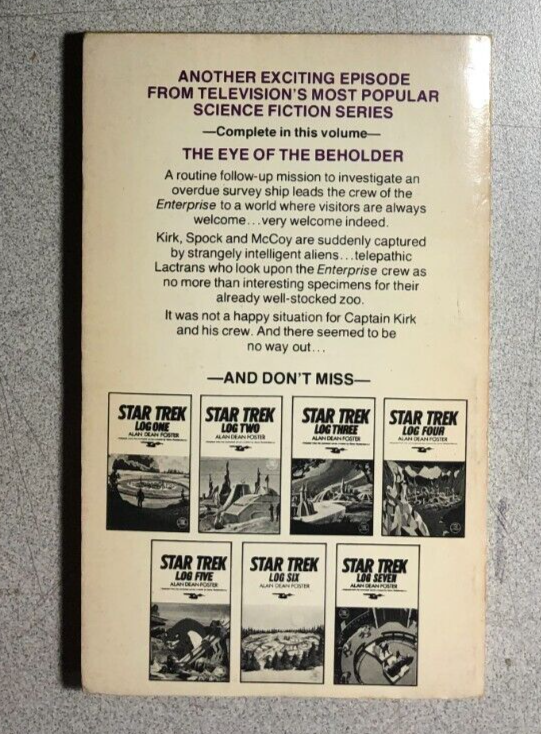 ANOTHER EXCITING EPISODE
FROM TELEVISION'S MOST POPULAR
SCIENCE FICTION SERIES
—Complete in this volume—
THE EYE OF THE BEHOLDER
A routine follow-up mission to investigate an
overdue survey ship leads the crew of the
Enterprise to a world where visitors are always
welcome...very welcome indeed.
Kirk, Spock and McCoy are suddenly captured
by strangely intelligent aliens...telepathic
Lactrans who look upon the Enterprise crew as
no more than interesting specimens for their
already well-stocked zoo.
It was not a happy situation for Captain Kirk
and his crew. And there seemed to be
no way out...
—AND DON'T MISS—
STAR TREK
LOG ONE
ALAN DEAN FOSTER
STAR TREK
LOG TWO
ALAN DEAN FOSTER
STAR TREK
LOG THREE
ALAN DEAN FOSTER
STAR TREK
LOG FOUR
ALAN DEAN FOSTER
STAR TREK
LOG FIVE
ALAN DEAN FOSTER
STAR TREK
LOG SIX
ALAN DEAN FOSTER
STAR TREK
LOG SEVEN
ALAN DEAN FOSTER